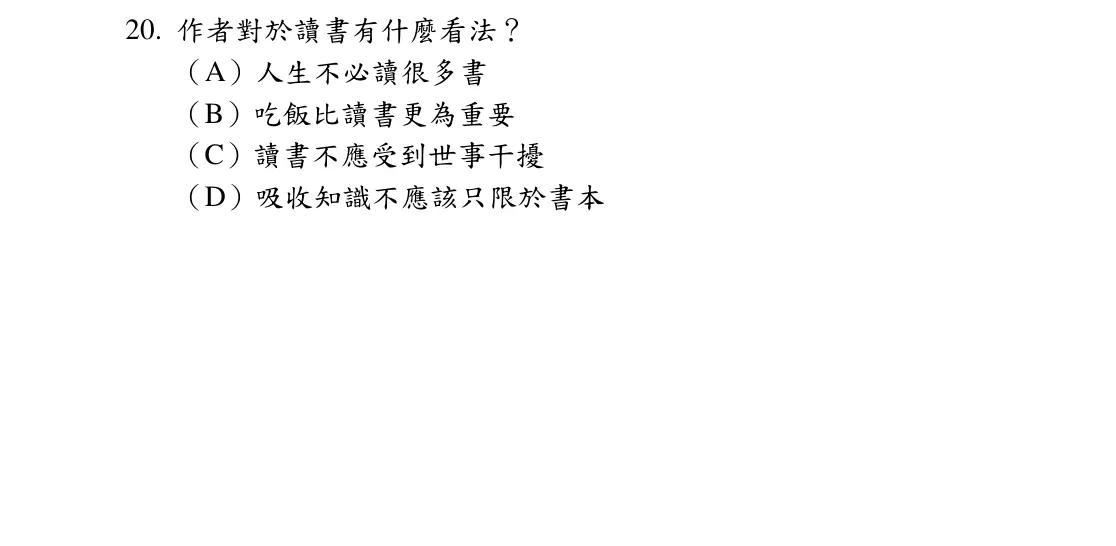 20. 作者對於讀書有什麼看法？
（A）人生不必讀很多書
（B）吃飯比讀書更為重要
（C）讀書不應受到世事干擾
（D）吸收知識不應該只限於書本